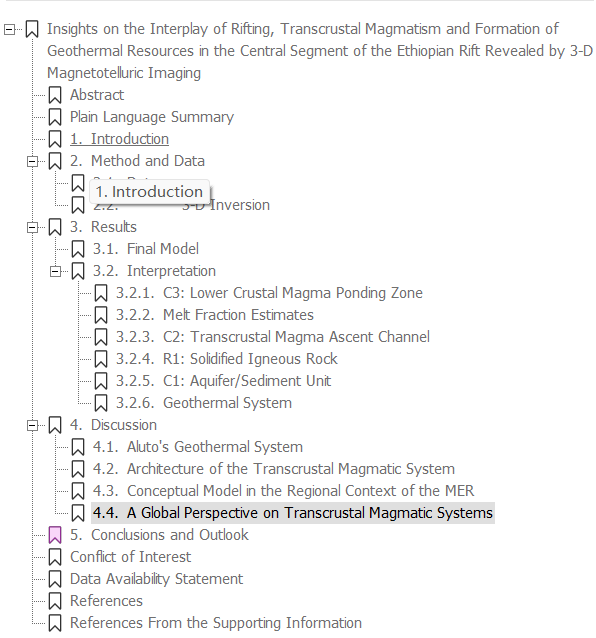 Insights on the Interplay of Rifting, Transcrustal Magmatism and Formation of
Geothermal Resources in the Central Segment of the Ethiopian Rift Revealed by 3-D
Magnetotelluric Imaging
Abstract
Plain Language Summary
1. Introduction
2. Method and Data
1. Introduction
2.2. 3-D Inversion
3. Results
3.1. Final Model
3.2. Interpretation
3.2.1. C3: Lower Crustal Magma Ponding Zone
3.2.2. Melt Fraction Estimates
3.2.3. C2: Transcrustal Magma Ascent Channel
3.2.4. R1: Solidified Igneous Rock
3.2.5. C1: Aquifer/Sediment Unit
3.2.6. Geothermal System
4. Discussion
4.1. Aluto's Geothermal System
4.2. Architecture of the Transcrustal Magmatic System
4.3. Conceptual Model in the Regional Context of the MER
4.4. A Global Perspective on Transcrustal Magmatic Systems
5. Conclusions and Outlook
Conflict of Interest
Data Availability Statement
References
References From the Supporting Information